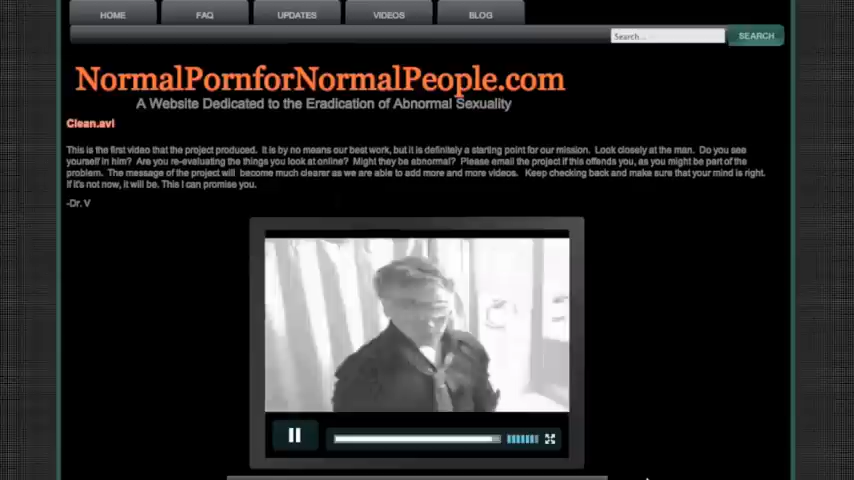 HOME FAQ UPDATES VIDEOS BLOG
Search... SEARCH
NormalPornforNormalPeople.com
A Website Dedicated to the Eradication of Abnormal Sexuality
Clean.avi
This is the first video that the project produced. It is by no means our best work, but it is definitely a starting point for our mission. Look closely at the man. Do you see
yourself in him? Are you re-evaluating the things you look at online? Might they be abnormal? Please email the project if this offends you, as you might be part of the
problem. The message of the project will become much clearer as we are able to add more and more videos. Keep checking back and make sure that your mind is right.
If it's not now, it will be. This I can promise you.
-Dr. V